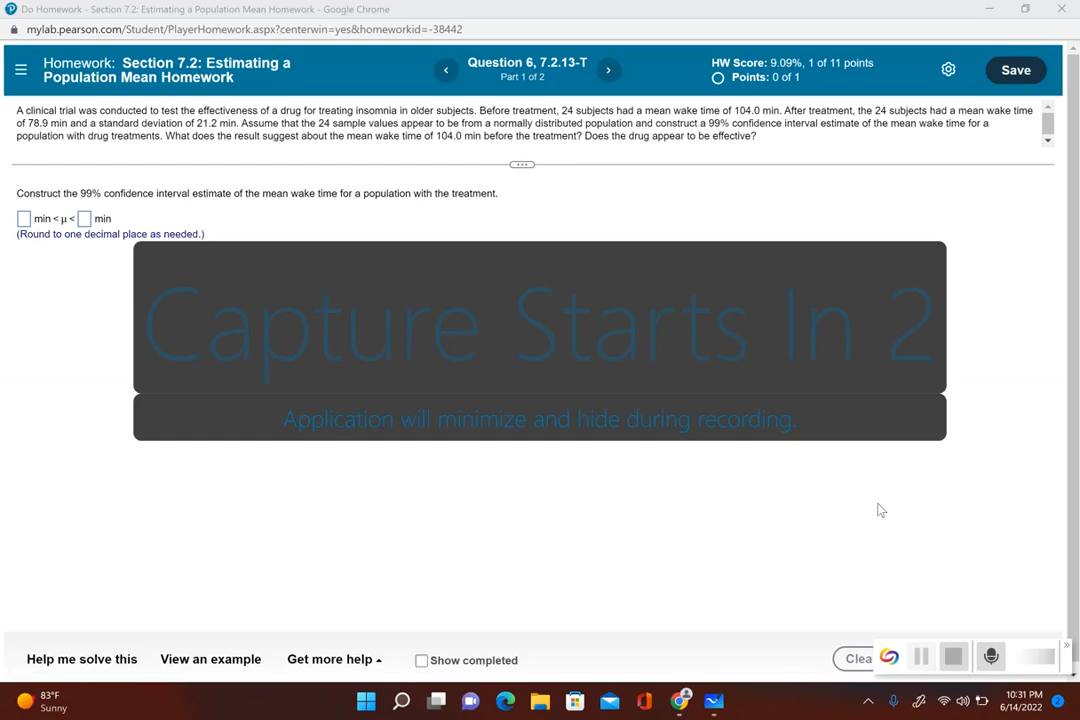 Do Homework - Section 7.2: Estimating a Population Mean Homework - Google Chrome
mylab.pearson.com/Student/PlayerHomework.aspx?centerwin=yes&homeworkid=-38442
Homework: Section 7.2: Estimating a
Population Mean Homework
Question 6, 7.2.13-T
Part 1 of 2
HW Score: 9.09%, 1 of 11 points
Points: 0 of 1
Save
A clinical trial was conducted to test the effectiveness of a drug for treating insomnia in older subjects. Before treatment, 24 subjects had a mean wake time of 104.0 min. After treatment, the 24 subjects had a mean wake time
of 78.9 min and a standard deviation of 21.2 min. Assume that the 24 sample values appear to be from a normally distributed population and construct a 99% confidence interval estimate of the mean wake time for a
population with drug treatments. What does the result suggest about the mean wake time of 104.0 min before the treatment? Does the drug appear to be effective?
Construct the 99% confidence interval estimate of the mean wake time for a population with the treatment.
min < μ < min
(Round to one decimal place as needed.)
Capture Starts In 2
Application will minimize and hide during recording.
Help me solve this
View an example
Get more help
Show completed
Clea
83°F
Sunny
10:31 PM
6/14/2022
2